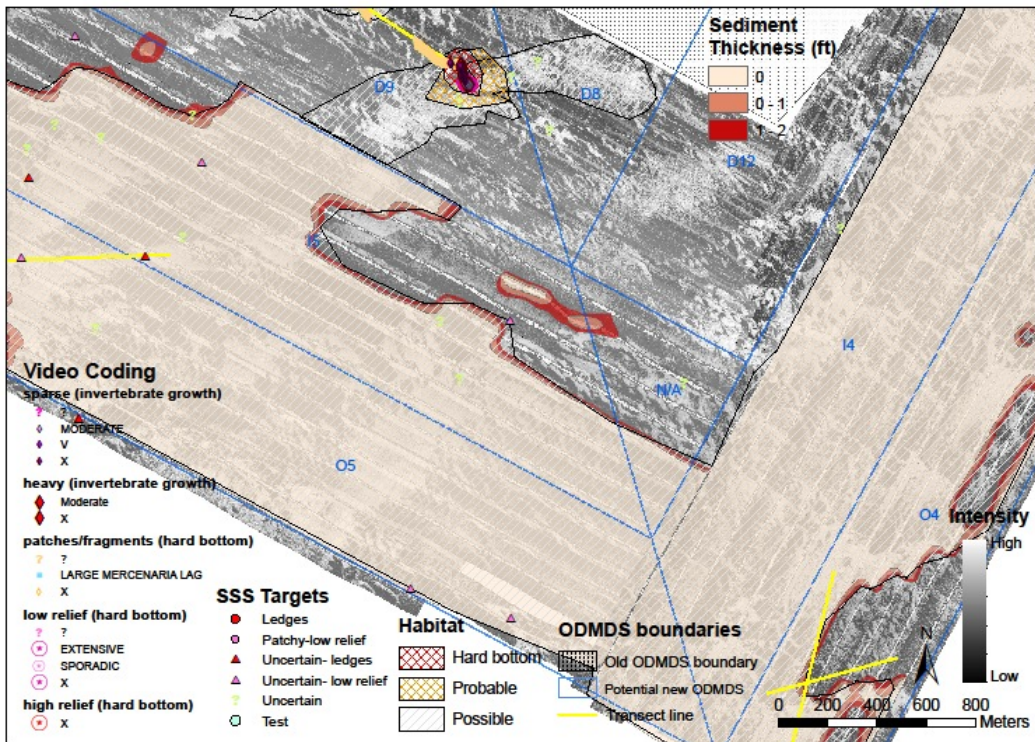 Sediment
Thickness (ft)
0
0 - 1
1 - 2
D9
D8
D12
I4
N/A
O5
O4
Video Coding
sparse (invertebrate growth)
? ?
MODERATE
V
X
heavy (invertebrate growth)
Moderate
X
patches/fragments (hard bottom)
? ?
LARGE MERCENARIA LAG
X
low relief (hard bottom)
? ?
EXTENSIVE
SPORADIC
X
high relief (hard bottom)
X
SSS Targets
Ledges
Patchy-low relief
Uncertain- ledges
Uncertain- low relief
? Uncertain
Test
Habitat
Hard bottom
Probable
Possible
ODMDS boundaries
Old ODMDS boundary
Potential new ODMDS
Transect line
Intensity
High
Low
N
0 200 400 600 800
Meters